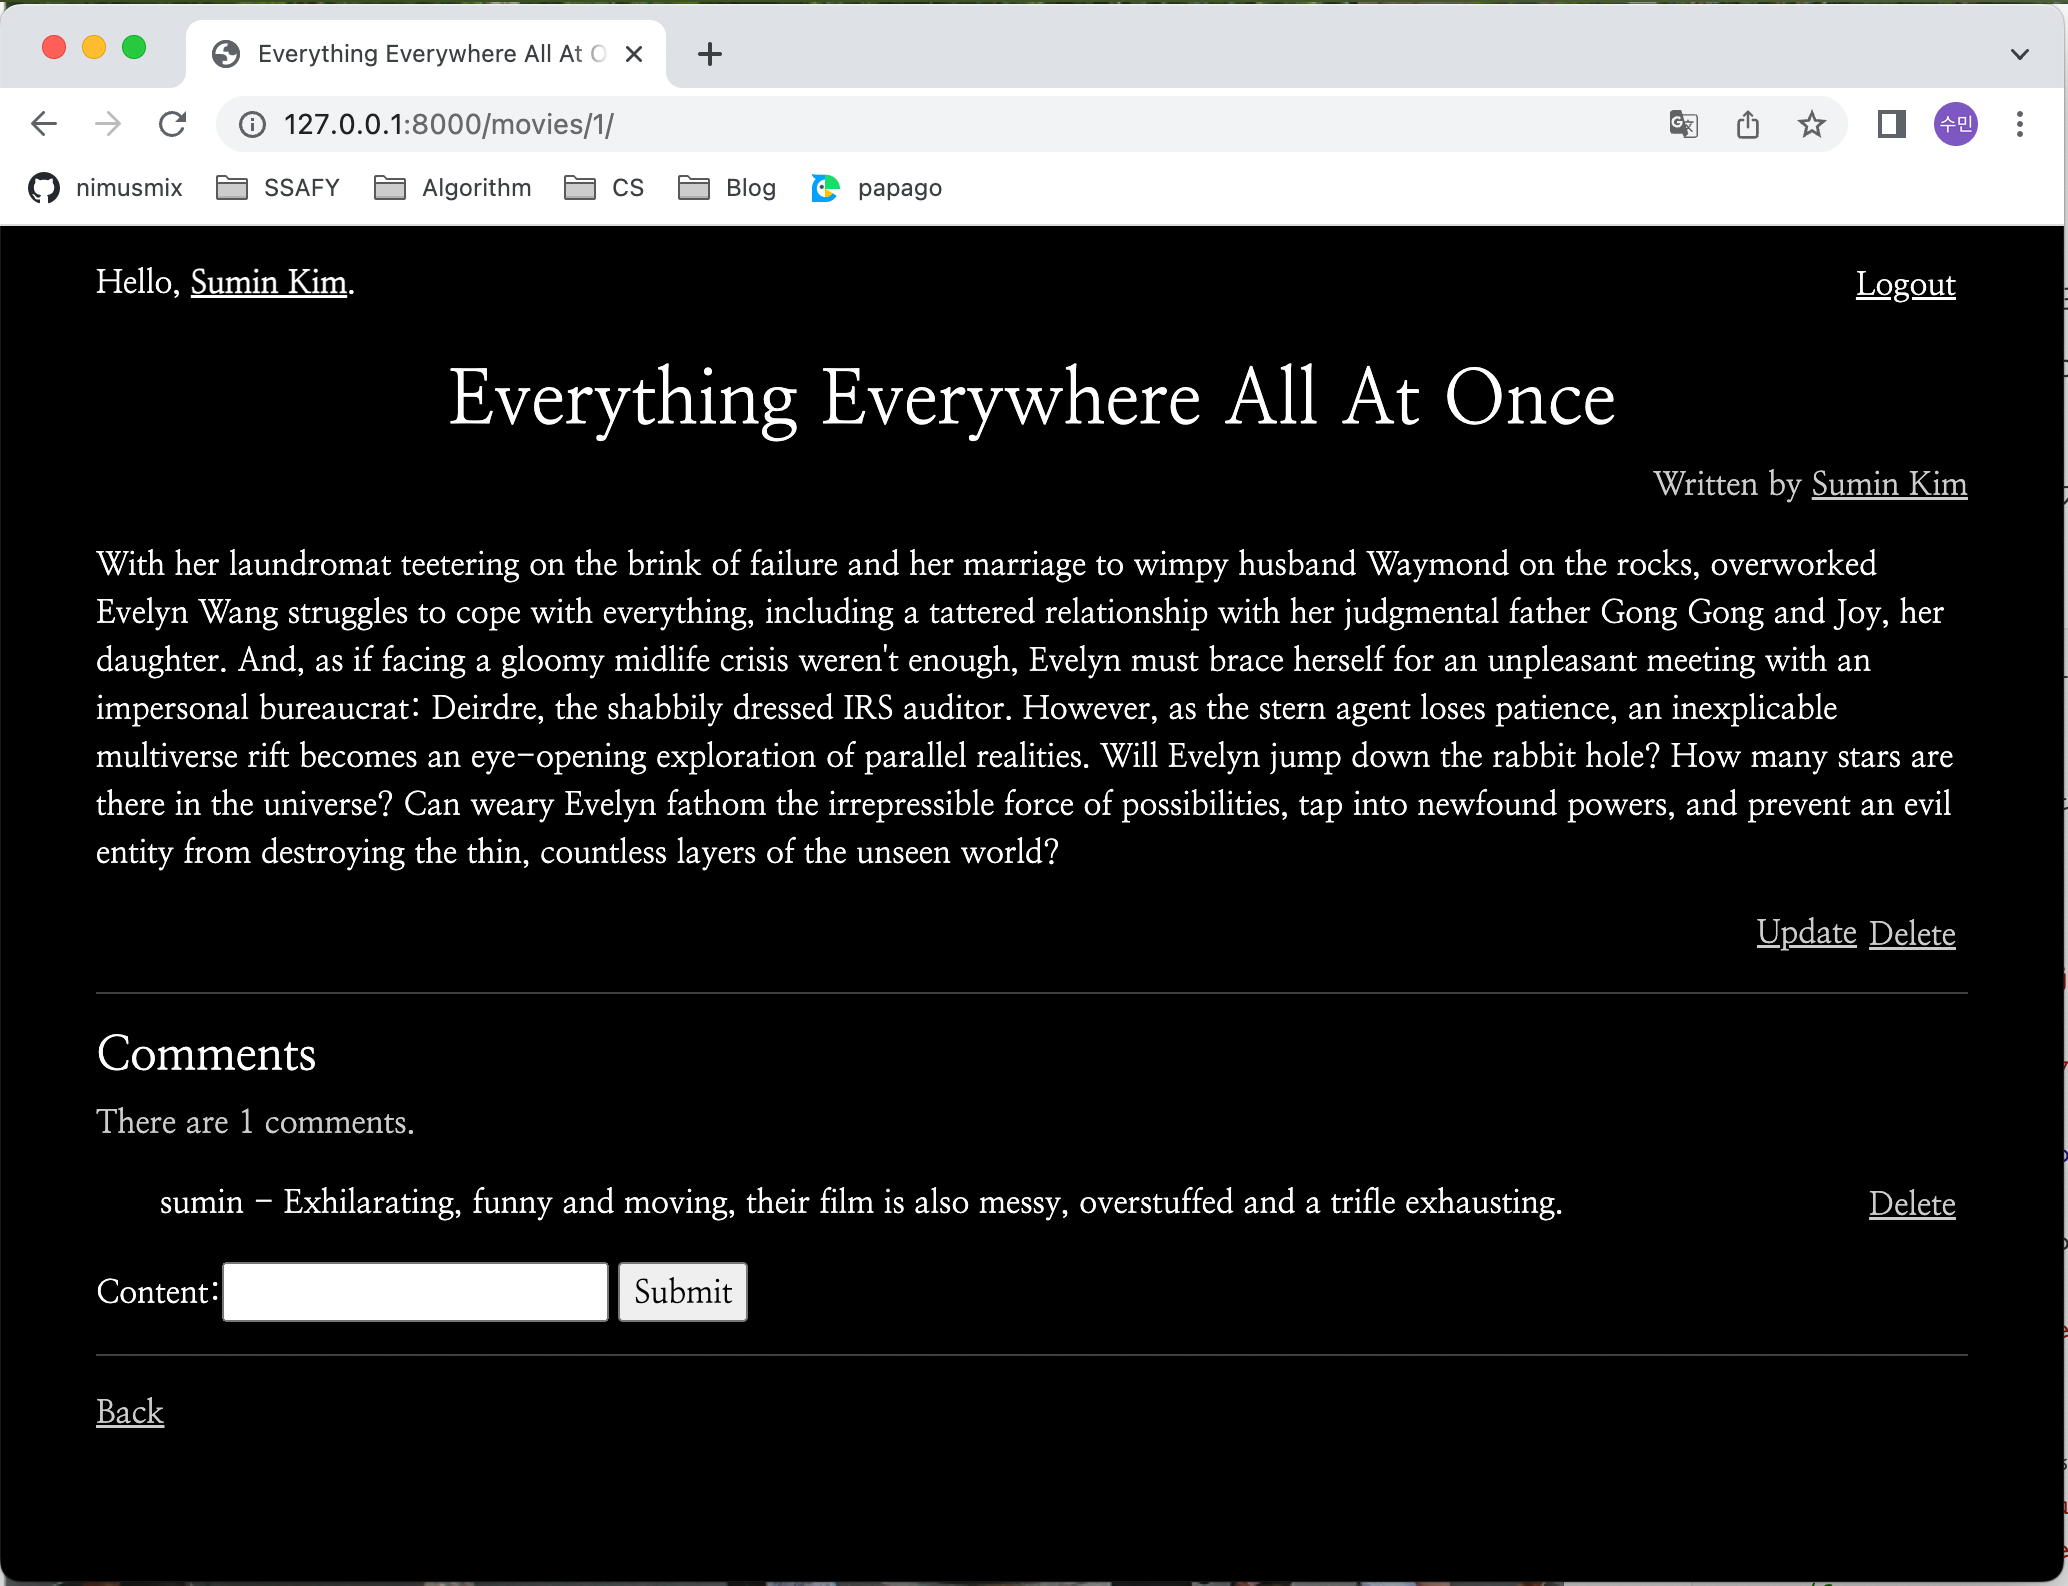 Everything Everywhere All At O
127.0.0.1:8000/movies/1/
수민
nimusmix SSAFY Algorithm CS Blog papago
Hello, Sumin Kim. Logout
Everything Everywhere All At Once
Written by Sumin Kim
With her laundromat teetering on the brink of failure and her marriage to wimpy husband Waymond on the rocks, overworked
Evelyn Wang struggles to cope with everything, including a tattered relationship with her judgmental father Gong Gong and Joy, her
daughter. And, as if facing a gloomy midlife crisis weren't enough, Evelyn must brace herself for an unpleasant meeting with an
impersonal bureaucrat: Deirdre, the shabbily dressed IRS auditor. However, as the stern agent loses patience, an inexplicable
multiverse rift becomes an eye-opening exploration of parallel realities. Will Evelyn jump down the rabbit hole? How many stars are
there in the universe? Can weary Evelyn fathom the irrepressible force of possibilities, tap into newfound powers, and prevent an evil
entity from destroying the thin, countless layers of the unseen world?
Update Delete
Comments
There are 1 comments.
sumin - Exhilarating, funny and moving, their film is also messy, overstuffed and a trifle exhausting. Delete
Content: Submit
Back